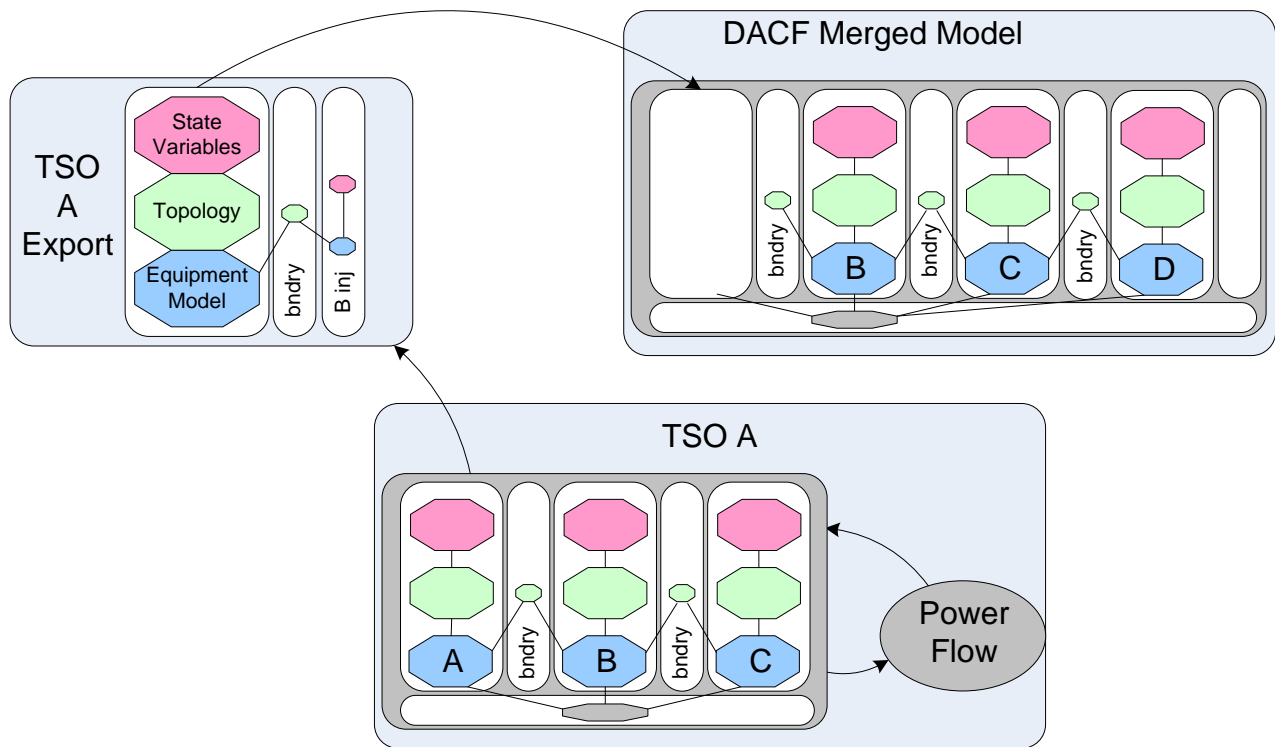 DACF Merged Model
TSO
A
Export
State
Variables
Topology
Equipment
Model
bndry
B inj
bndry
B
bndry
C
bndry
D
TSO A
A
bndry
B
bndry
C
Power
Flow